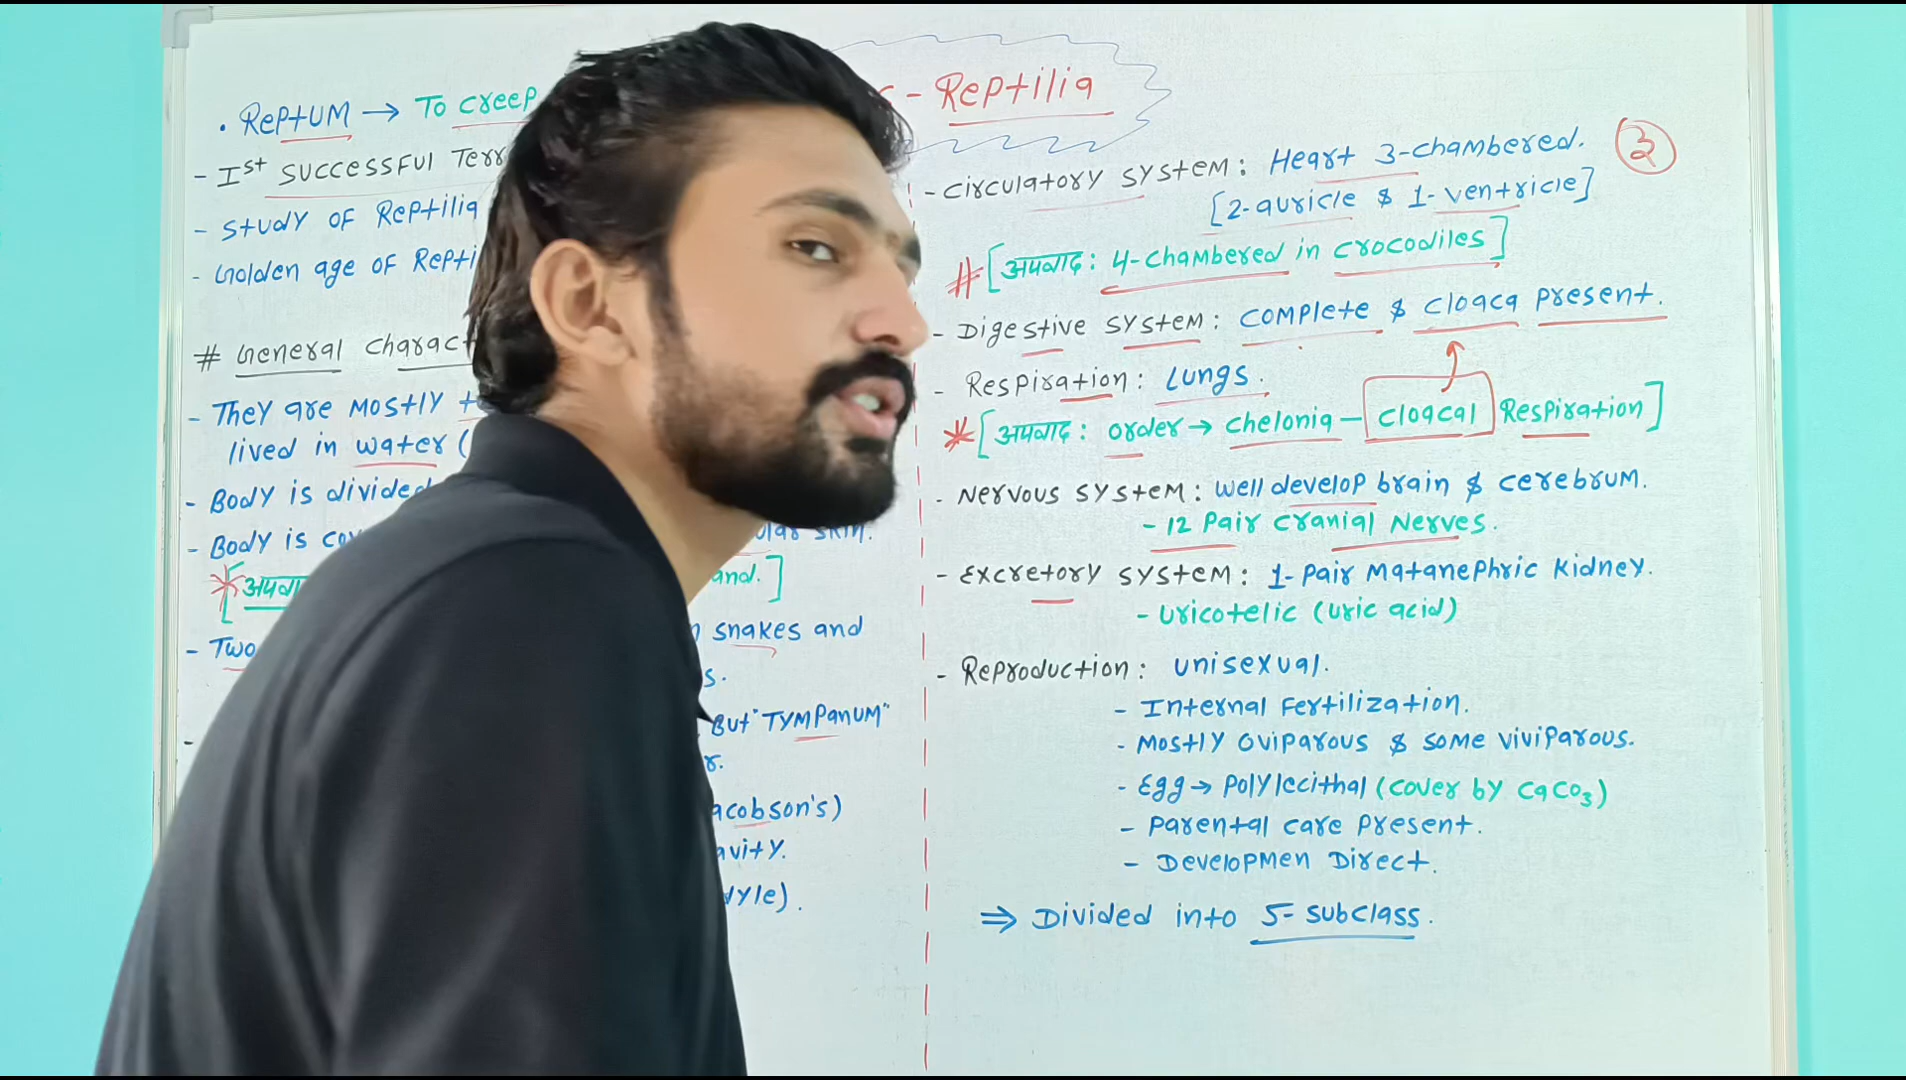 - Reptilia
• Reptum → To creep
- Ist successful Terr
- study of Reptilia
- Golden age of Repti
# General charact
- They are mostly
lived in water (
- Body is divided
- Body is
ular skin.
and.]
- Two
snakes and
s.
But "Tympanum"
r.
acobson's)
avity.
dyle).
- circulatory system: Heart 3-chambered.
3
[2-auricle & 1-ventricle]
# [अपवाद: 4-chambered in crocodiles]
- Digestive system: complete & cloaca present.
- Respiration: Lungs.
* [अपवाद: order → chelonia - cloacal Respiration]
- Nervous system: well develop brain & cerebrum.
- 12 Pair cranial Nerves.
- Excretory system: 1-Pair Matanephric Kidney.
- Uricotelic (Uric acid)
- Reproduction: unisexual.
- Internal Fertilization.
- Mostly oviparous & some viviparous.
- Egg → Polylecithal (cover by CaCO3)
- Parental care present.
- Developmen Direct.
⇒ Divided into 5-subclass.